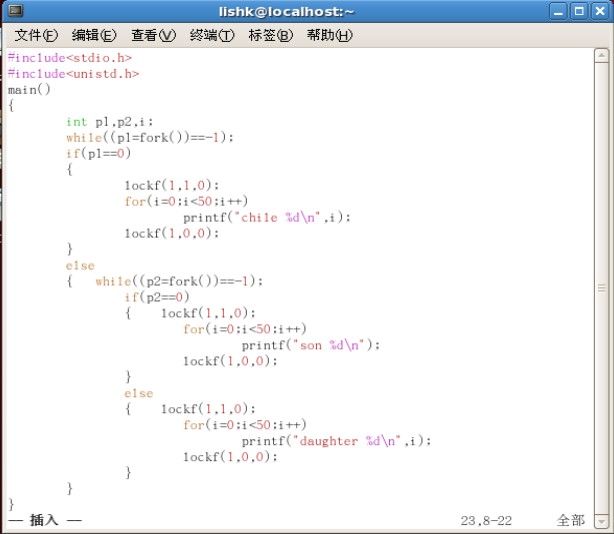 lishk@localhost:~
文件(F) 编辑(E) 查看(V) 终端(T) 标签(B) 帮助(H)
#include<stdio.h>
#include<unistd.h>
main()
{
int p1,p2,i;
while((p1=fork())==-1);
if(p1==0)
{
lockf(1,1,0);
for(i=0;i<50;i++)
printf("chile %d\n",i);
lockf(1,0,0);
}
else
{ while((p2=fork())==-1);
if(p2==0)
{ lockf(1,1,0);
for(i=0;i<50;i++)
printf("son %d\n");
lockf(1,0,0);
}
else
{ lockf(1,1,0);
for(i=0;i<50;i++)
printf("daughter %d\n",i);
lockf(1,0,0);
}
}
}
-- 插入 -- 23,8-22 全部